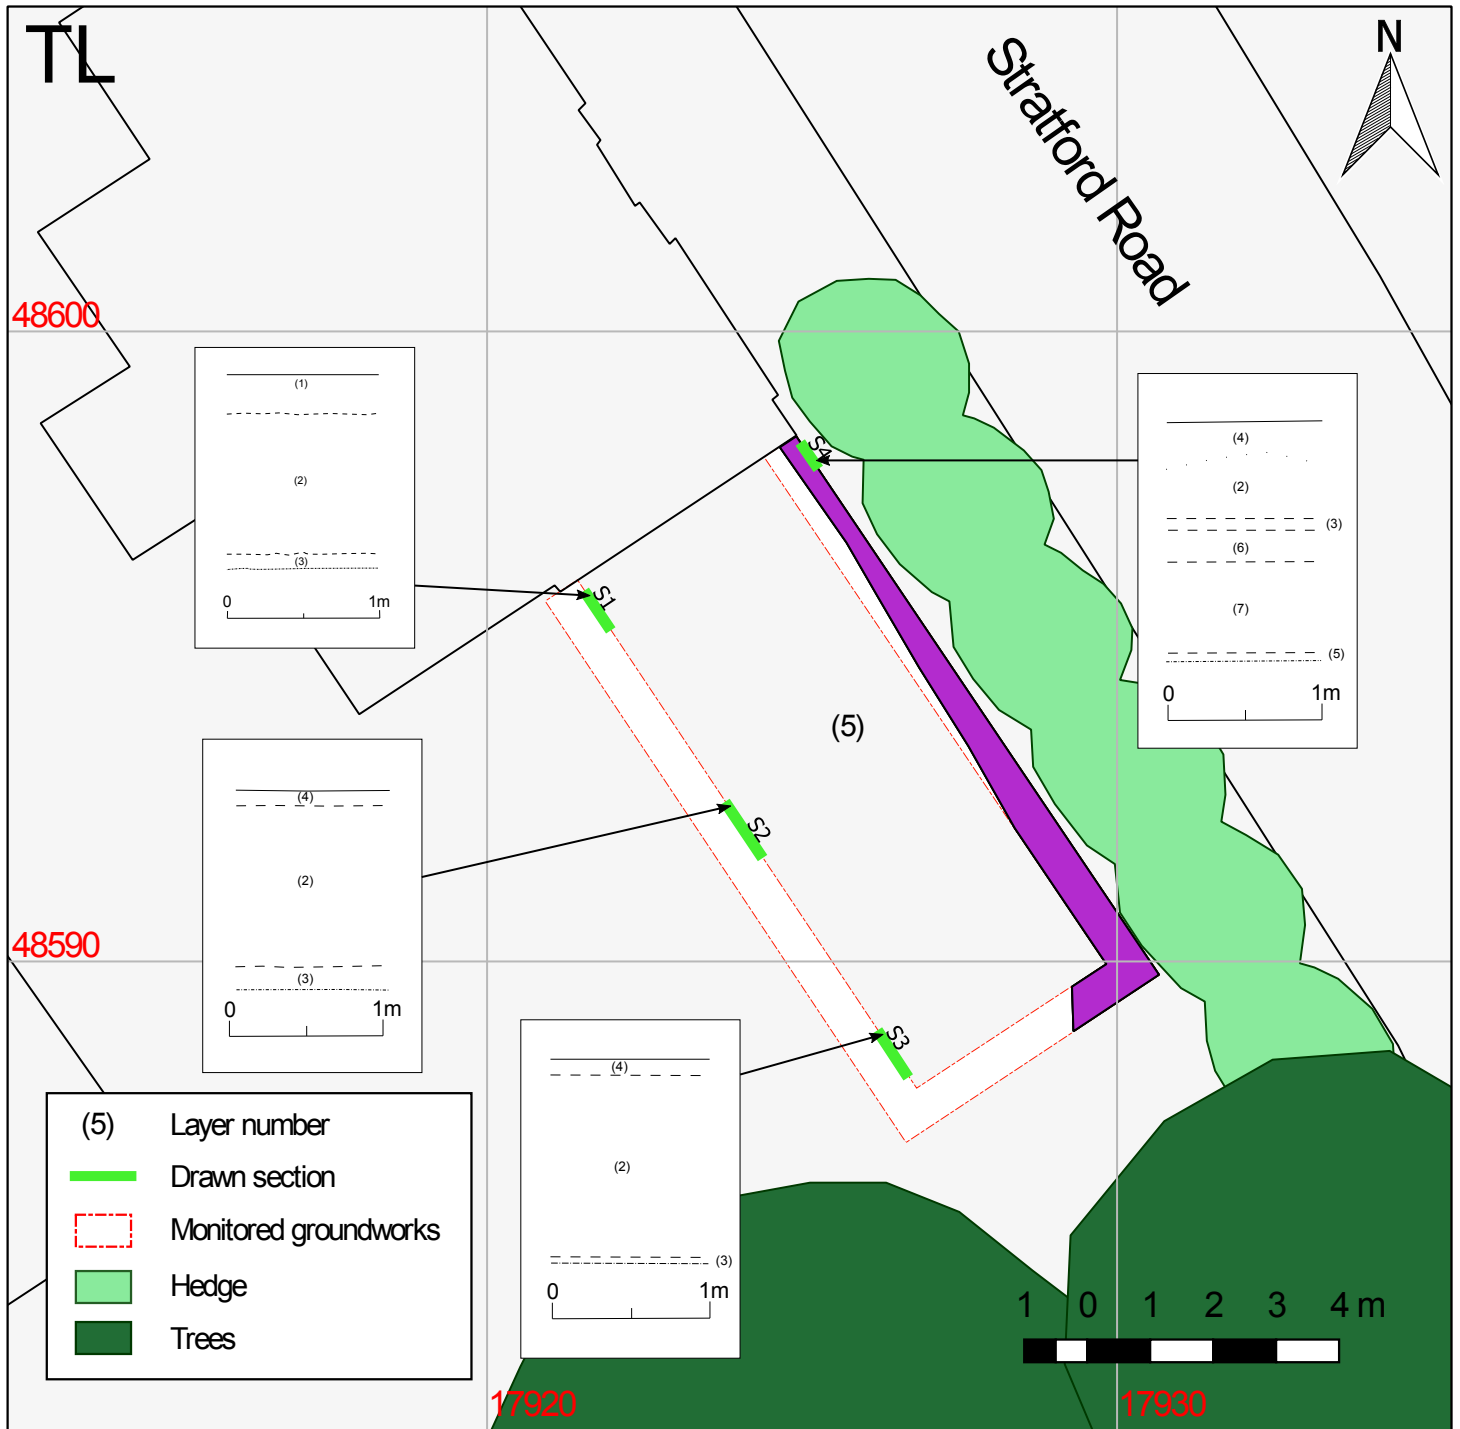 TL
N
Stratford Road
48600
(1)
(2)
(3)
0 1m
(4)
(2)
(3)
(6)
(7)
(5)
0 1m
S4
S1
(5)
S2
(4)
(2)
(3)
0 1m
48590
S3
(4)
(2)
(3)
0 1m
(5) Layer number
Drawn section
Monitored groundworks
Hedge
Trees
1 0 1 2 3 4 m
17920
17930